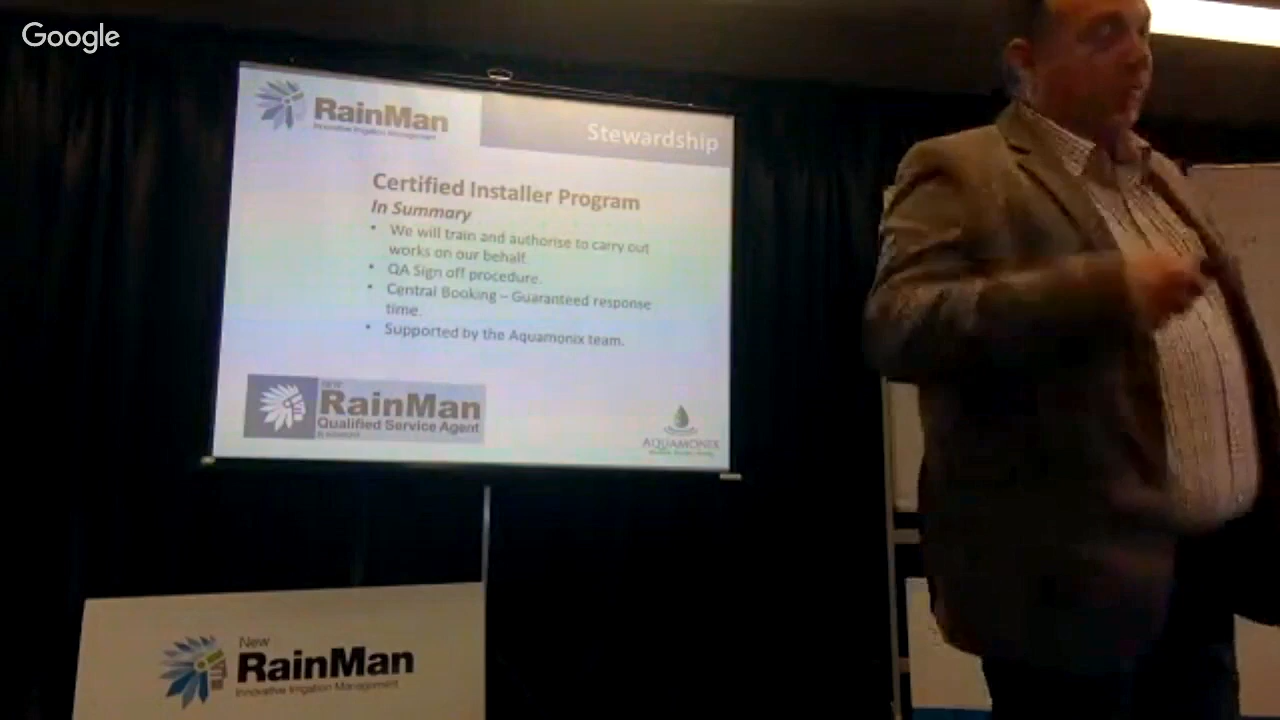 Google
RainMan
Innovative Irrigation Management
Stewardship
Certified Installer Program
In Summary
• We will train and authorise to carry out
works on our behalf.
• QA Sign off procedure.
• Central Booking – Guaranteed response
time.
• Supported by the Aquamonix team.
RainMan
Qualified Service Agent
AQUAMONIX
New
RainMan
Innovative Irrigation Management